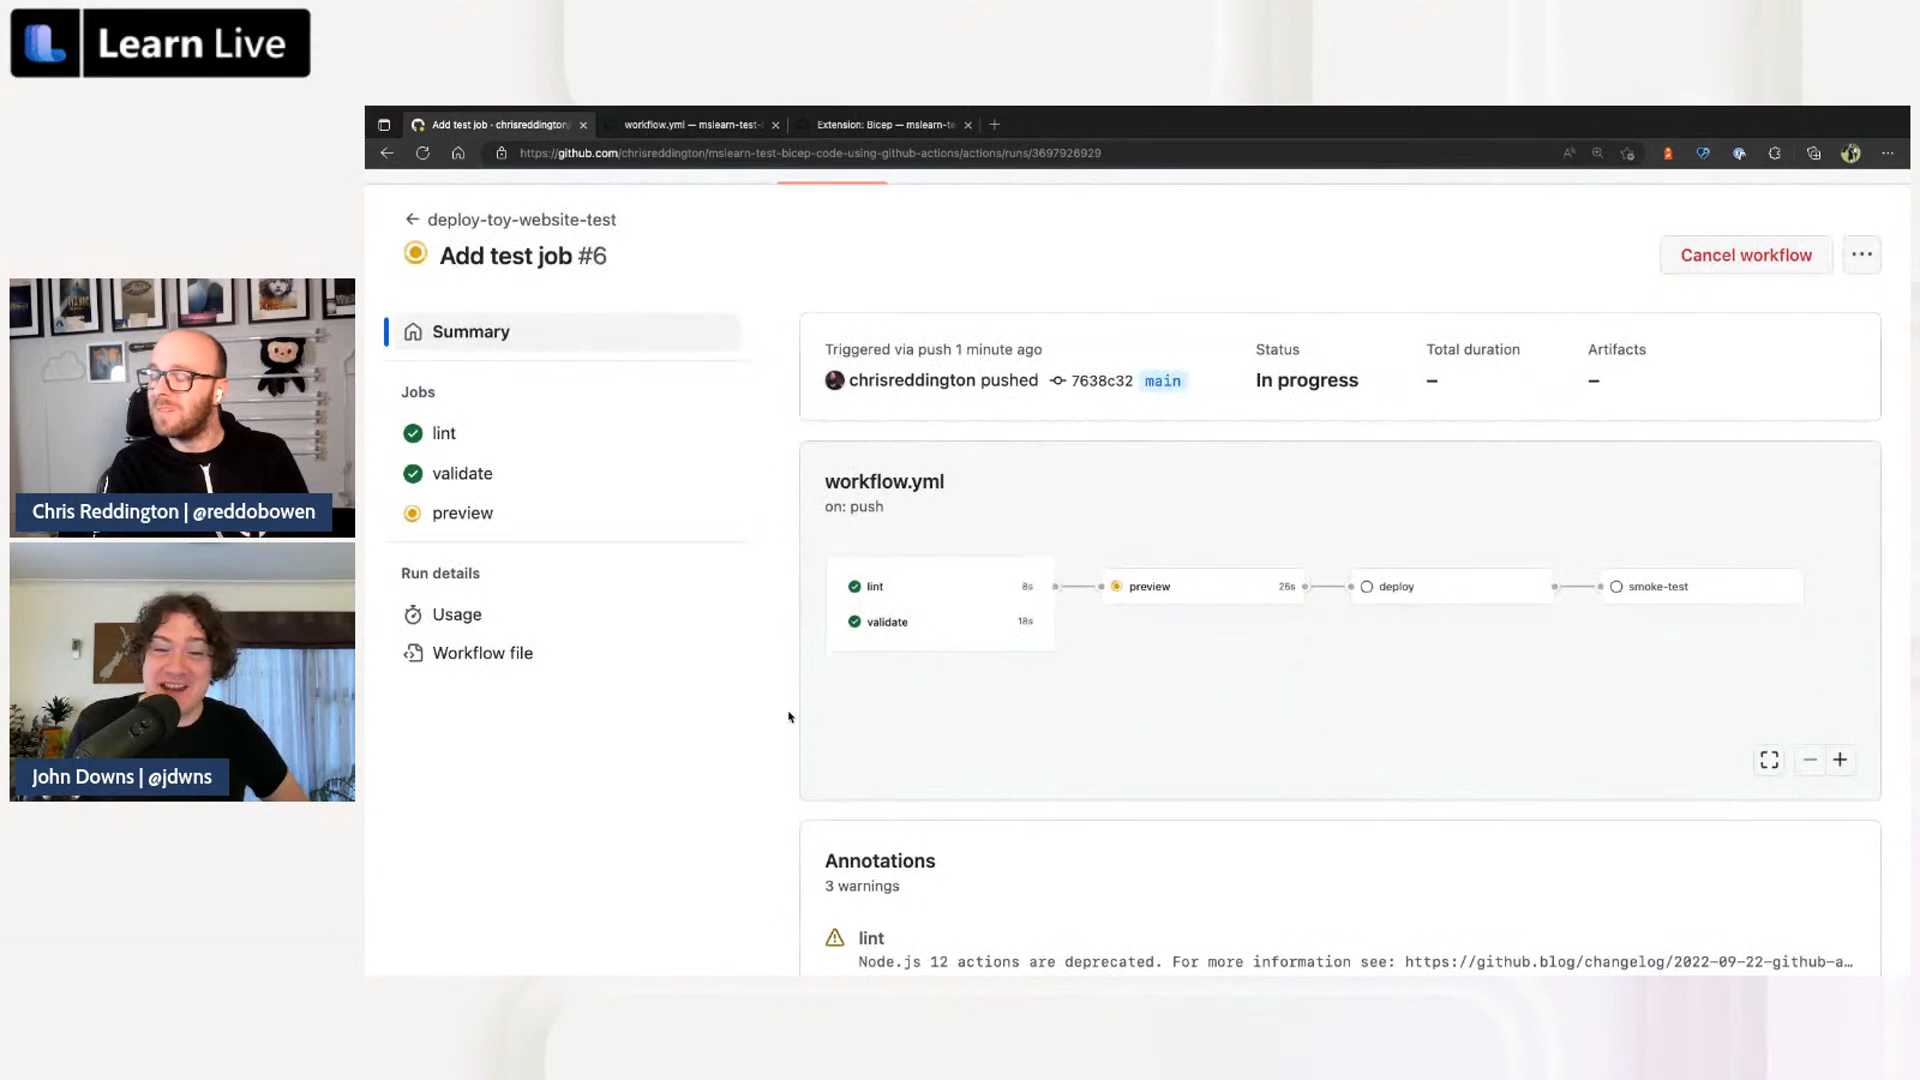 Learn Live
Add test job - chrisreddington/
workflow.yml — mslearn-test-
Extension: Bicep — mslearn-te
https://github.com/chrisreddington/mslearn-test-bicep-code-using-github-actions/actions/runs/3697926929
deploy-toy-website-test
Add test job #6
Cancel workflow
Summary
Jobs
lint
validate
preview
Run details
Usage
Workflow file
Triggered via push 1 minute ago
chrisreddington pushed 7638c32 main
Status
In progress
Total duration
–
Artifacts
–
workflow.yml
on: push
lint 8s
validate 18s
preview 26s
deploy
smoke-test
Annotations
3 warnings
lint
Node.js 12 actions are deprecated. For more information see: https://github.blog/changelog/2022-09-22-github-a…
Chris Reddington | @reddobowen
John Downs | @jdwns